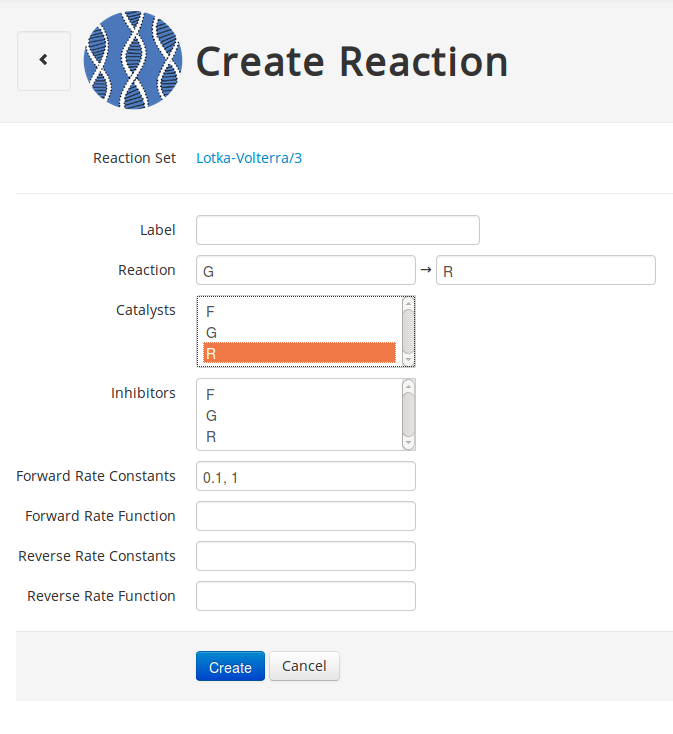 Create Reaction
Reaction Set Lotka-Volterra/3
Label
Reaction G → R
Catalysts F
G
R
Inhibitors F
G
R
Forward Rate Constants 0.1, 1
Forward Rate Function
Reverse Rate Constants
Reverse Rate Function
Create Cancel